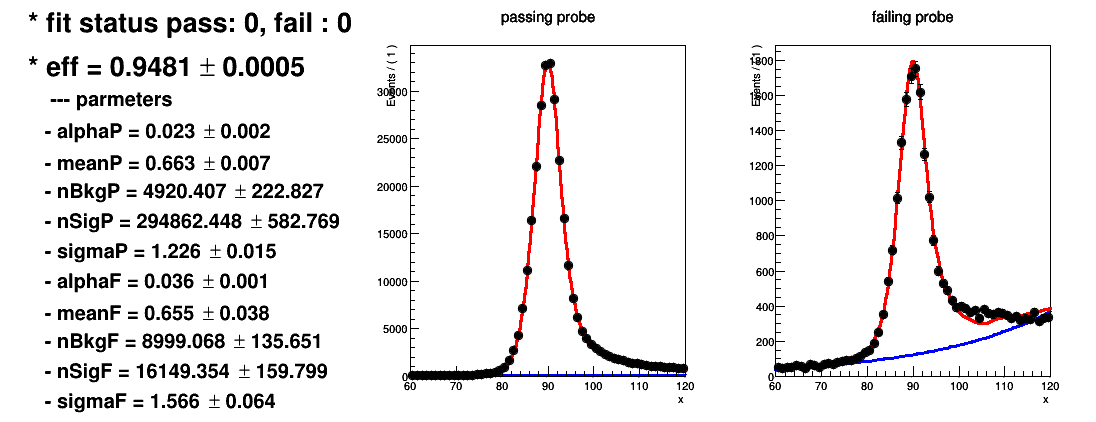 * fit status pass: 0, fail : 0
* eff = 0.9481 ± 0.0005
--- parmeters
- alphaP = 0.023 ± 0.002
- meanP = 0.663 ± 0.007
- nBkgP = 4920.407 ± 222.827
- nSigP = 294862.448 ± 582.769
- sigmaP = 1.226 ± 0.015
- alphaF = 0.036 ± 0.001
- meanF = 0.655 ± 0.038
- nBkgF = 8999.068 ± 135.651
- nSigF = 16149.354 ± 159.799
- sigmaF = 1.566 ± 0.064
passing probe
Events / ( 1 )
30000
25000
20000
15000
10000
5000
0
60 70 80 90 100 110 120
x
failing probe
Events / ( 1 )
1800
1600
1400
1200
1000
800
600
400
200
0
60 70 80 90 100 110 120
x